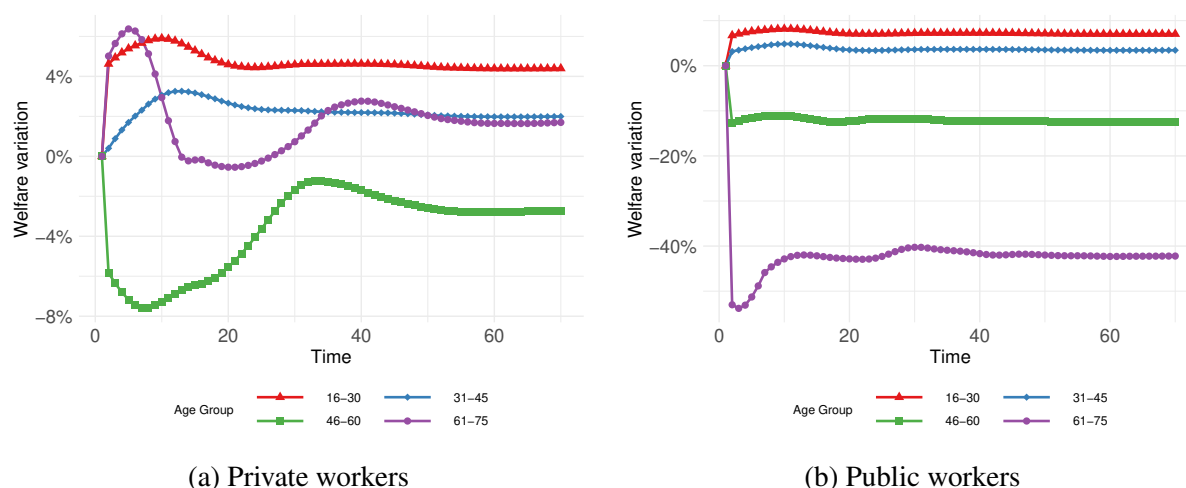 Welfare variation
4%
0%
−4%
−8%
0
20
40
60
Time
Age Group
16−30
31−45
46−60
61−75
(a) Private workers
Welfare variation
0%
−20%
−40%
0
20
40
60
Time
Age Group
16−30
31−45
46−60
61−75
(b) Public workers